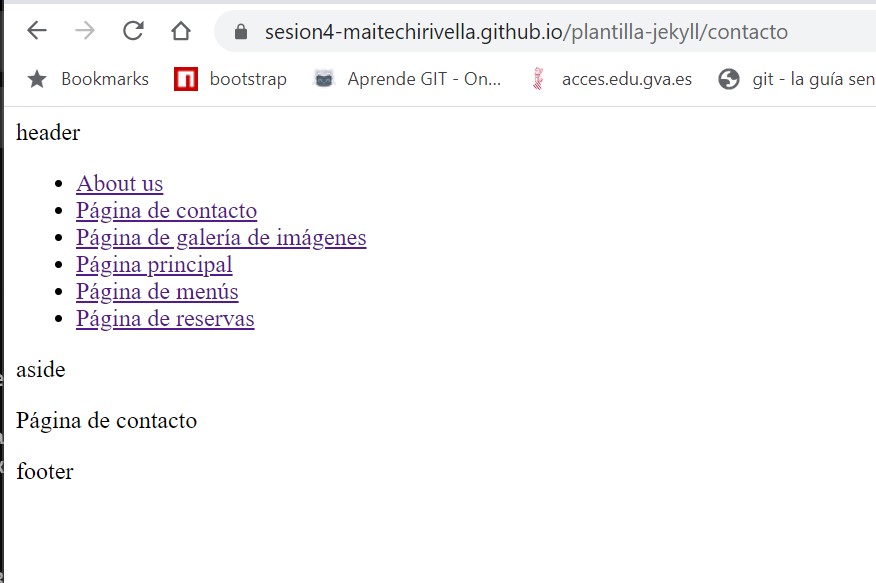 sesion4-maitechirivella.github.io/plantilla-jekyll/contacto
Bookmarks bootstrap Aprende GIT - On... acces.edu.gva.es git - la guía sen
header
About us
Página de contacto
Página de galería de imágenes
Página principal
Página de menús
Página de reservas
aside
Página de contacto
footer